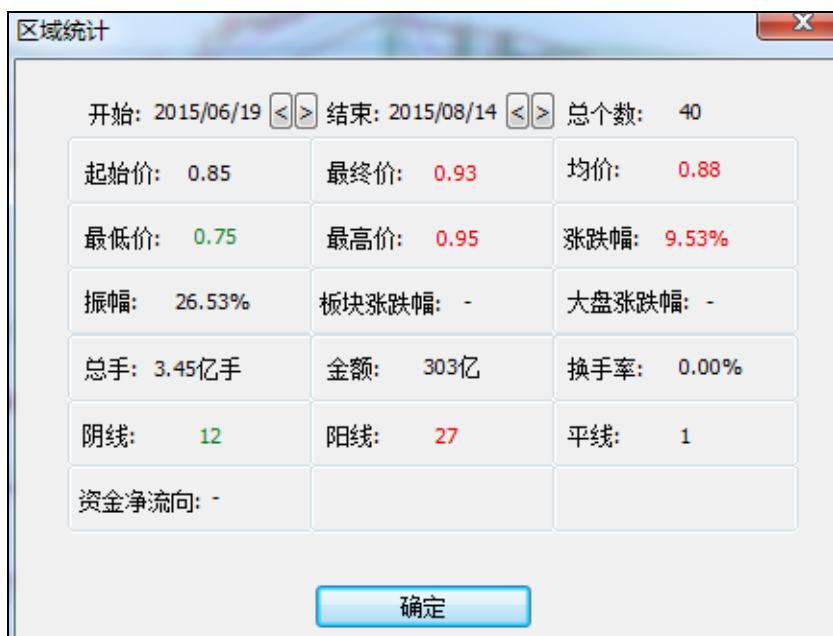 区域统计
开始: 2015/06/19 < > 结束: 2015/08/14 < > 总个数: 40
起始价: 0.85 最终价: 0.93 均价: 0.88
最低价: 0.75 最高价: 0.95 涨跌幅: 9.53%
振幅: 26.53% 板块涨跌幅: - 大盘涨跌幅: -
总手: 3.45亿手 金额: 303亿 换手率: 0.00%
阴线: 12 阳线: 27 平线: 1
资金净流向: -
确定